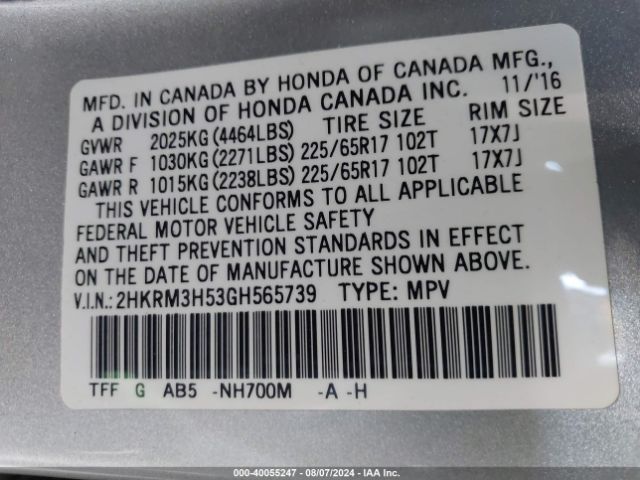 MFD. IN CANADA BY HONDA OF CANADA MFG.,
A DIVISION OF HONDA CANADA INC. 11/'16
GVWR 2025KG (4464LBS) TIRE SIZE RIM SIZE
GAWR F 1030KG (2271LBS) 225/65R17 102T 17X7J
GAWR R 1015KG (2238LBS) 225/65R17 102T 17X7J
THIS VEHICLE CONFORMS TO ALL APPLICABLE
FEDERAL MOTOR VEHICLE SAFETY
AND THEFT PREVENTION STANDARDS IN EFFECT
ON THE DATE OF MANUFACTURE SHOWN ABOVE.
V.I.N.: 2HKRM3H53GH565739 TYPE: MPV
TFF G AB5 -NH700M -A -H
000-40055247 - 08/07/2024 - IAA Inc.